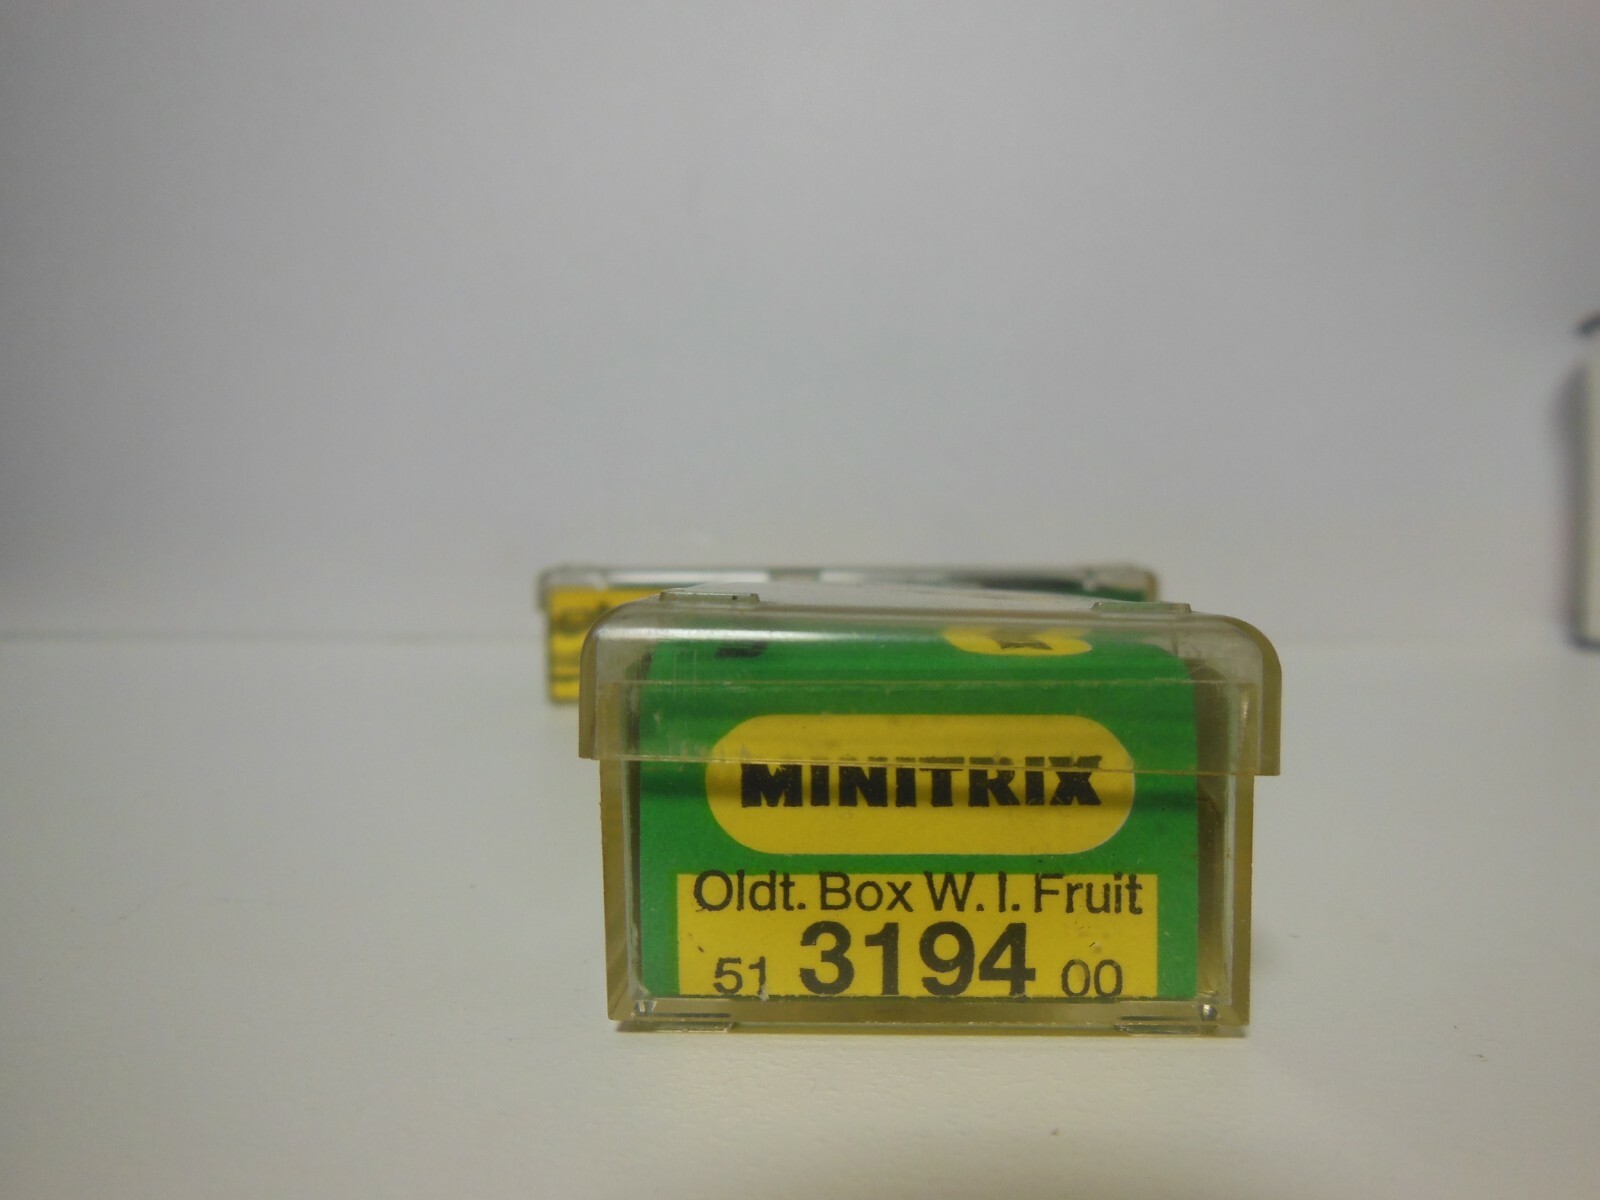 MINITRIX
Oldt. Box W. I. Fruit
51 3194 00